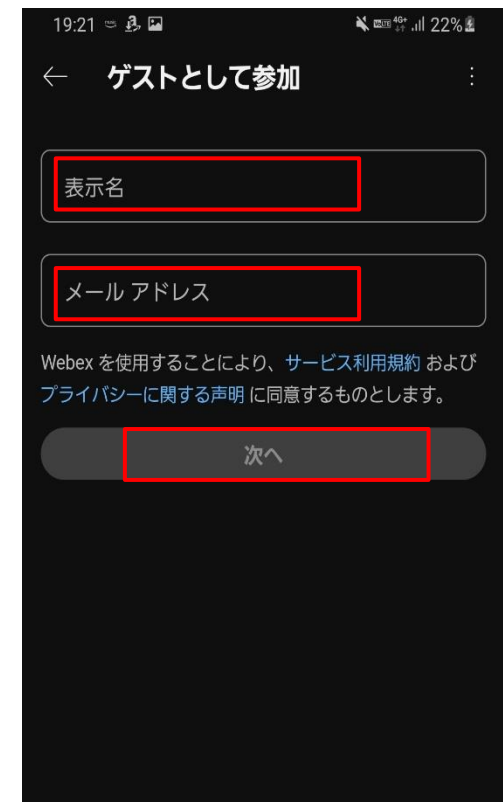 19:21 4G+ 22%
ゲストとして参加
表示名
メール アドレス
Webex を使用することにより、サービス利用規約 および
プライバシーに関する声明 に同意するものとします。
次へ